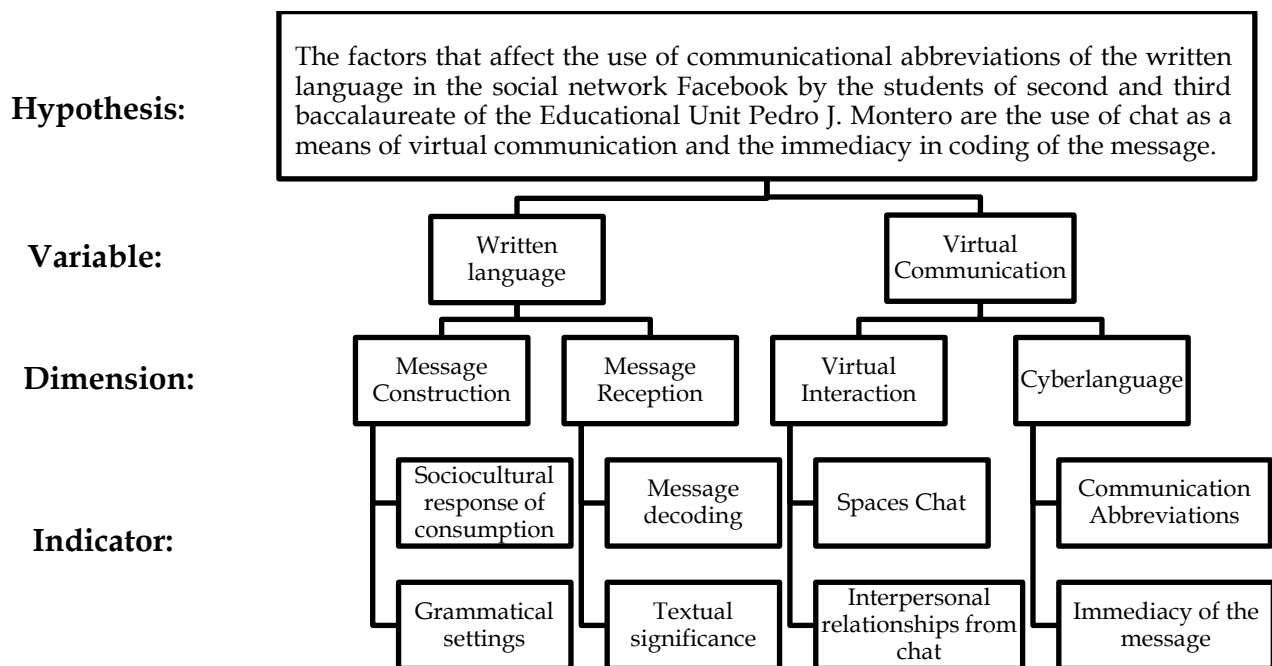 Hypothesis:
The factors that affect the use of communicational abbreviations of the written
language in the social network Facebook by the students of second and third
baccalaureate of the Educational Unit Pedro J. Montero are the use of chat as a
means of virtual communication and the immediacy in coding of the message.
Variable:
Written
language
Virtual
Communication
Dimension:
Message
Construction
Message
Reception
Virtual
Interaction
Cyberlanguage
Indicator:
Sociocultural
response of
consumption
Message
decoding
Spaces Chat
Communication
Abbreviations
Grammatical
settings
Textual
significance
Interpersonal
relationships from
chat
Immediacy of the
message